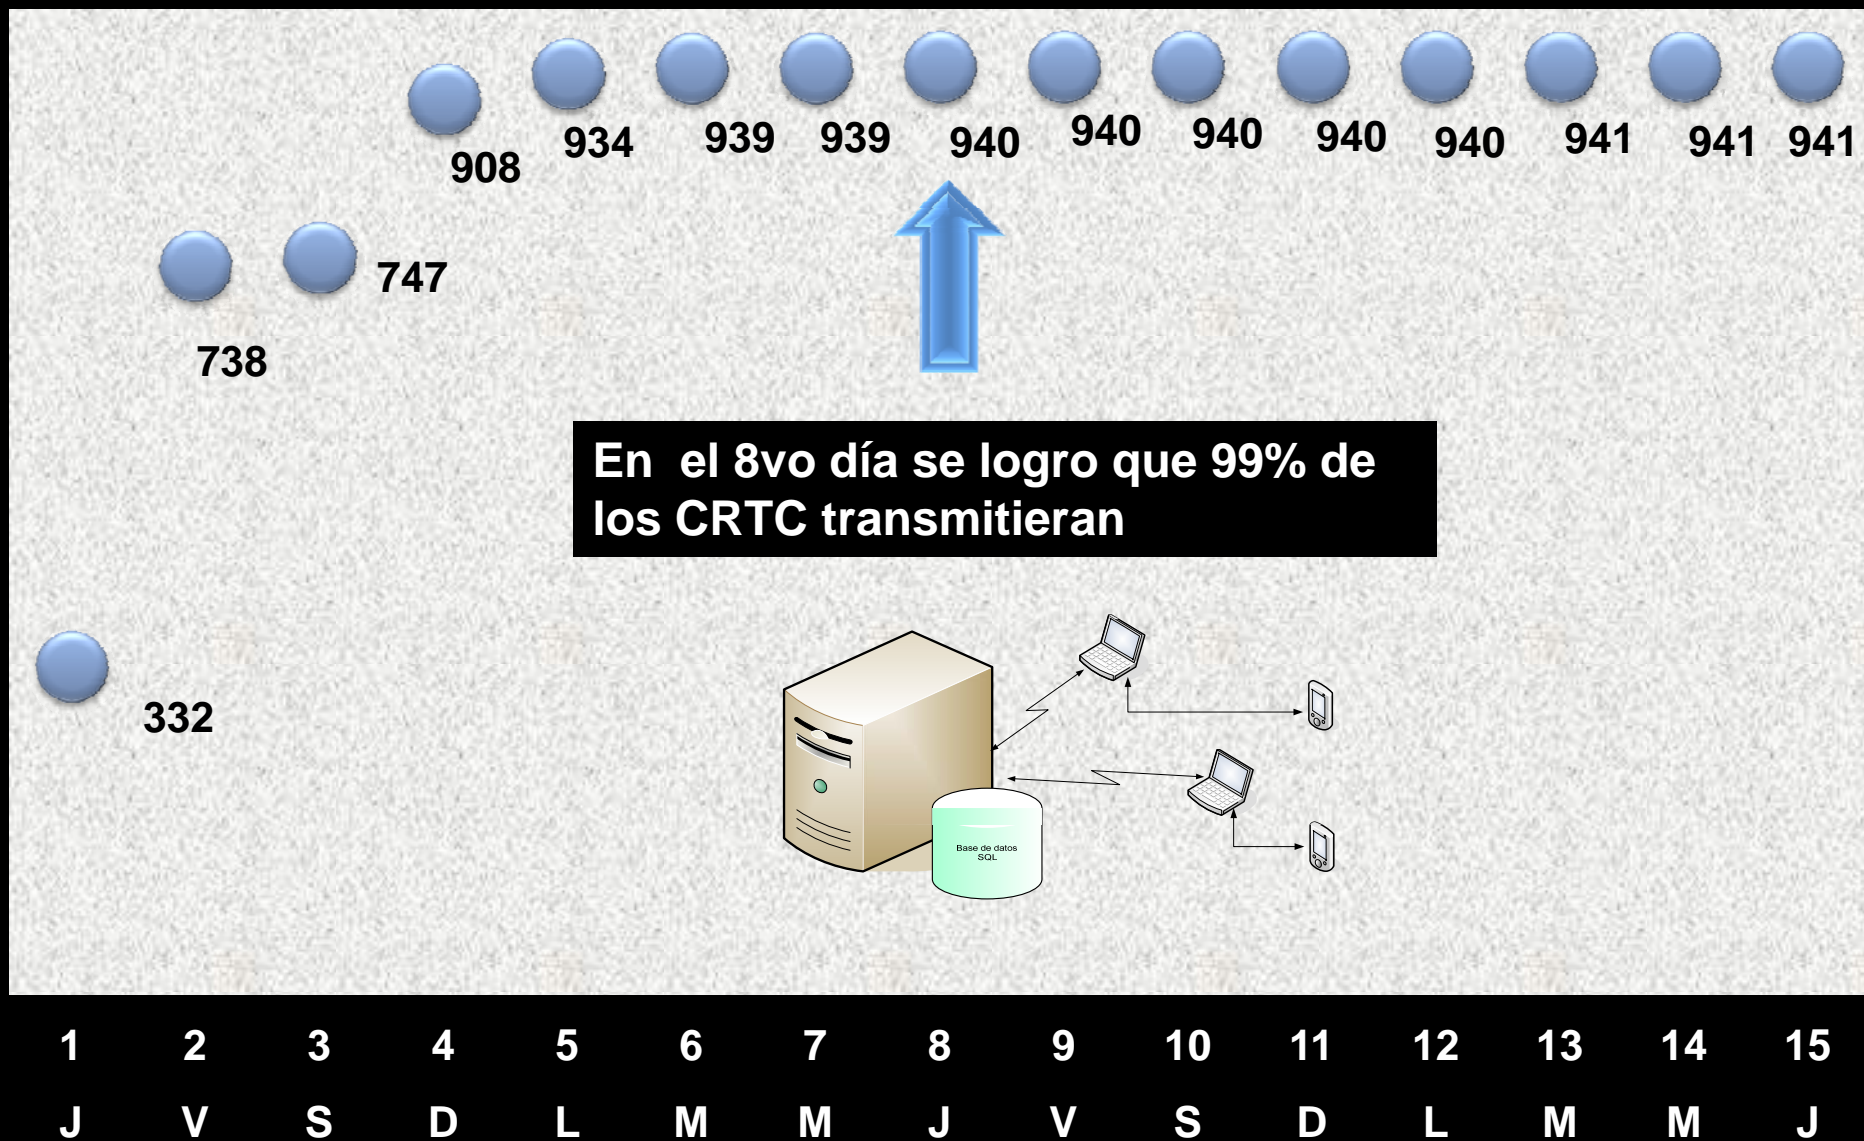 934 939 939 940 940 940 940 940 941 941 941
908
747
738
En  el 8vo día se logro que 99% de
los CRTC transmitieran
332
Base de datos
SQL
1 2 3 4 5 6 7 8 9 10 11 12 13 14 15
J V S D L M M J V S D L M M J